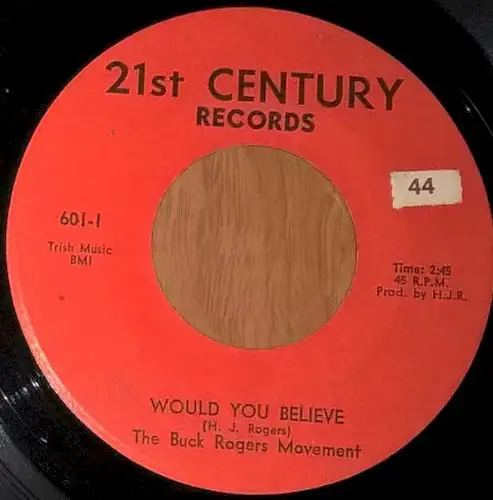 21st CENTURY
RECORDS
44
601-1
Trish Music
BMI
Time: 2:45
45 R.P.M.
Prod. by H.J.R.
WOULD YOU BELIEVE
(H. J. Rogers)
The Buck Rogers Movement